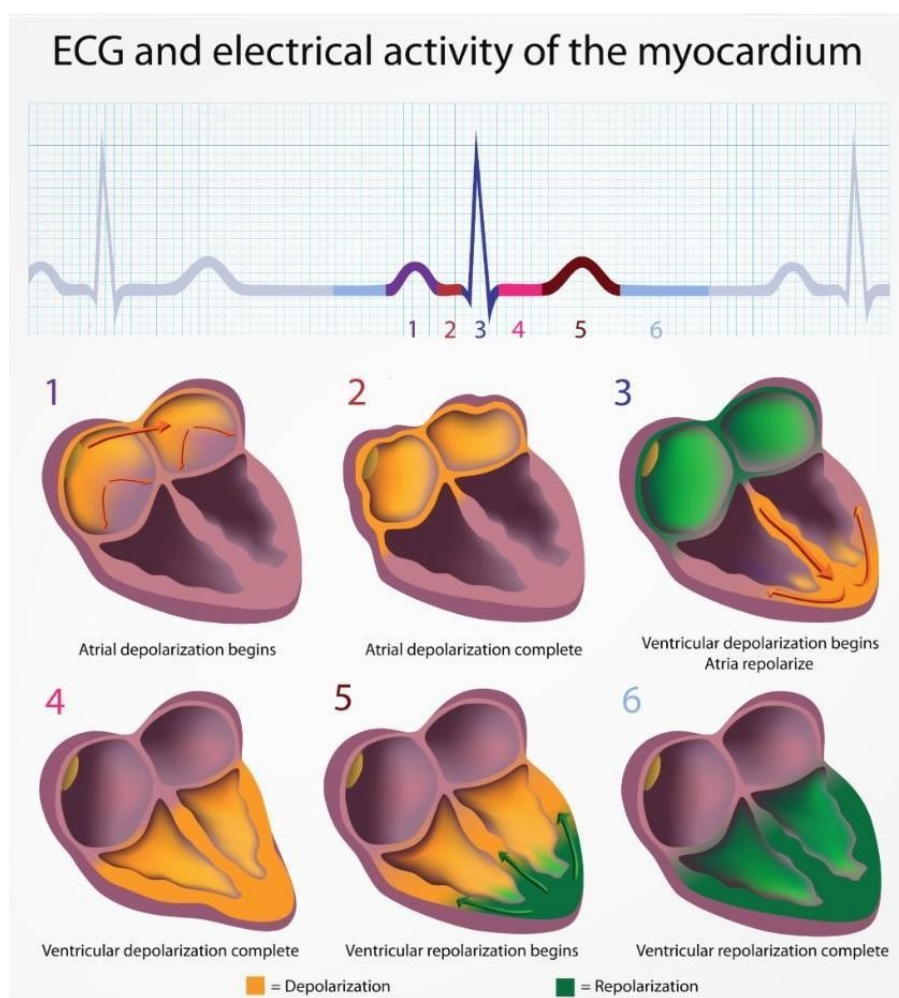 ECG and electrical activity of the myocardium
1 2 3 4 5 6
1 2 3
Atrial depolarization begins
Atrial depolarization complete
Ventricular depolarization begins
Atria repolarize
4 5 6
Ventricular depolarization complete
Ventricular repolarization begins
Ventricular repolarization complete
= Depolarization
= Repolarization